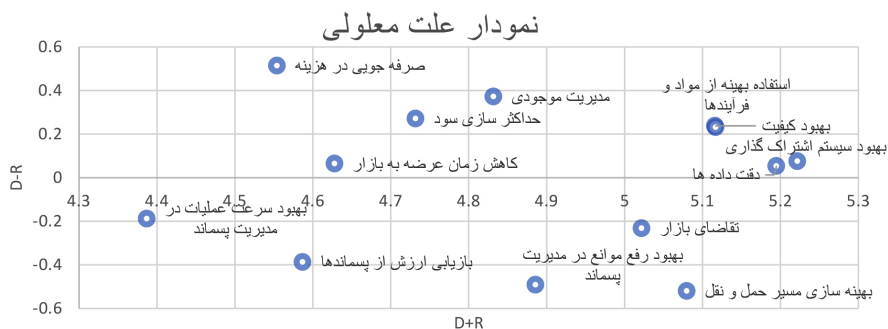 نمودار علت معلولی
0.6
صرفه جویی در هزینه
استفاده بهینه از مواد و
فرآیندها
0.4
مدیریت موجودی
حداکثر سازی سود
بهبود کیفیت
0.2
بهبود سیستم اشتراک گذاری
کاهش زمان عرضه به بازار
دقت داده ها
0
4.3 4.4 4.5 4.6 4.7 4.8 4.9 5 5.1 5.2 5.3
D-R
بهبود سرعت عملیات در
مدیریت پسماند
-0.2
تقاضای بازار
بهبود رفع موانع در مدیریت
پسماند
بازیابی ارزش از پسماندها
-0.4
بهینه سازی مسیر حمل و نقل
-0.6
D+R